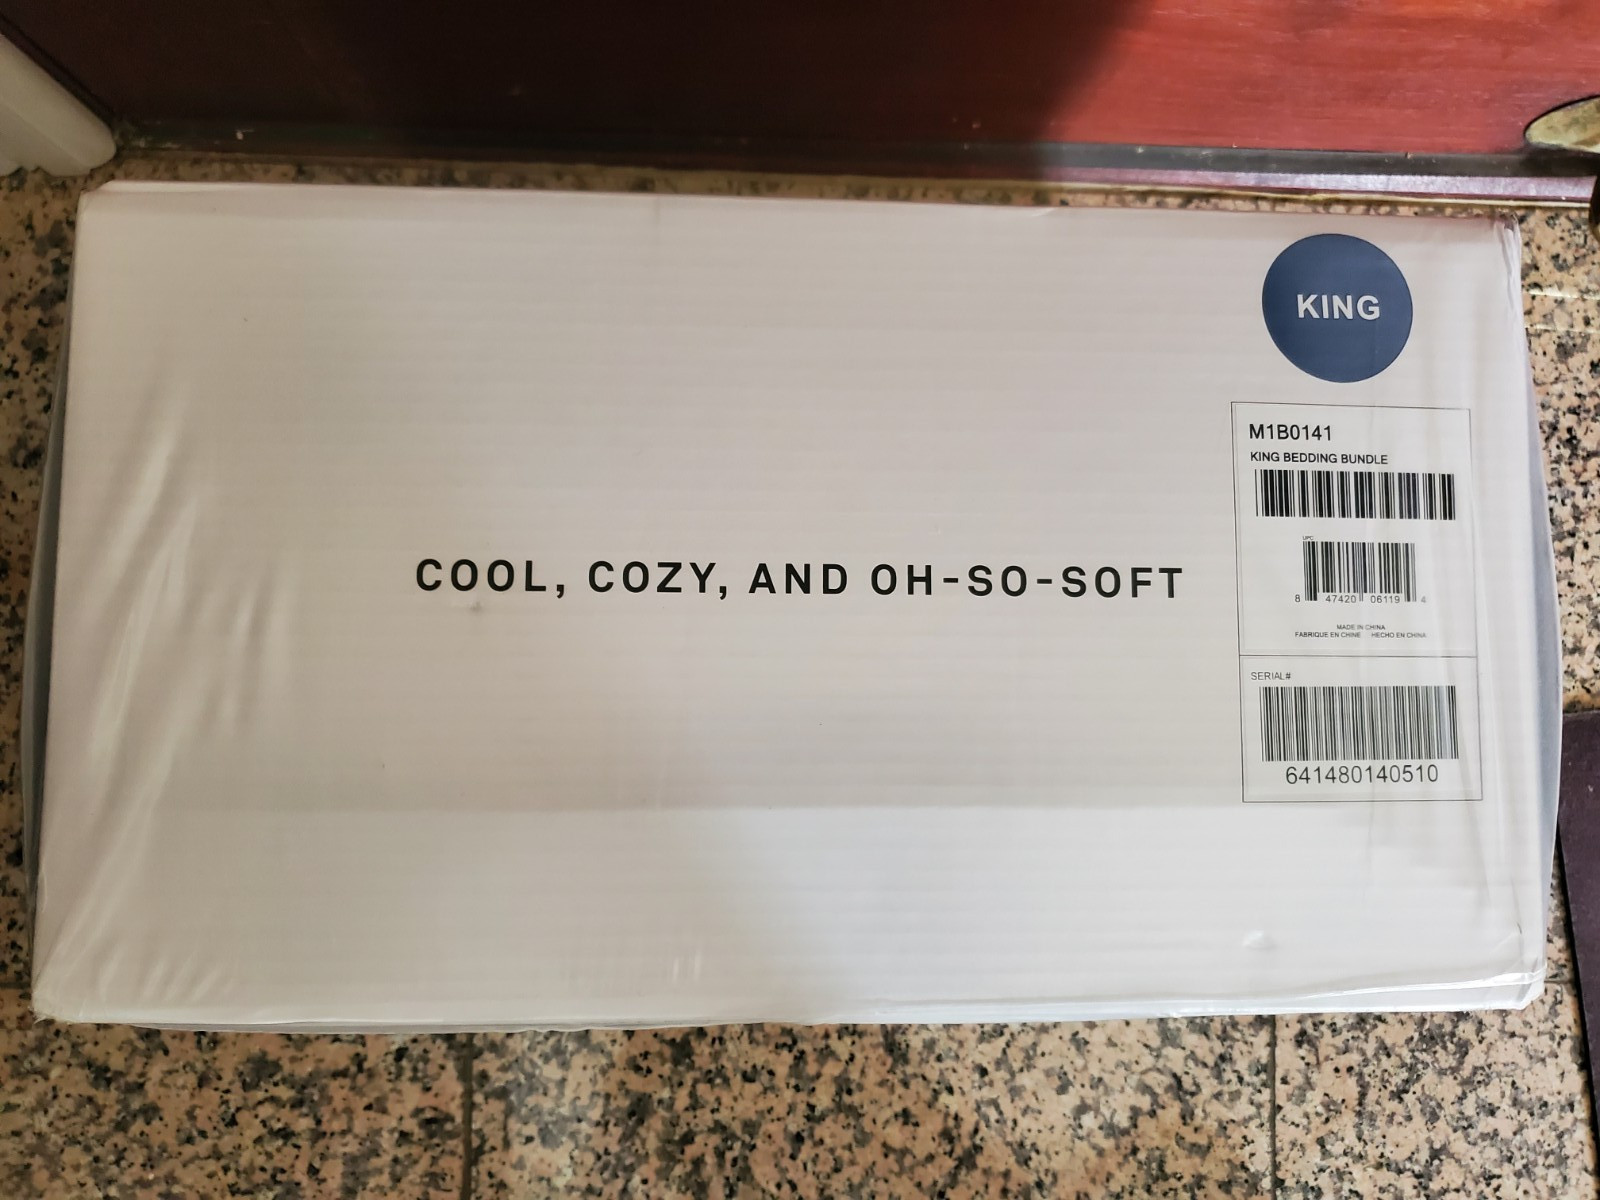 KING
M1B0141
KING BEDDING BUNDLE
UPC
8 47420 06119 4
MADE IN CHINA
FABRIQUE EN CHINE HECHO EN CHINA
COOL, COZY, AND OH-SO-SOFT
SERIAL#
641480140510